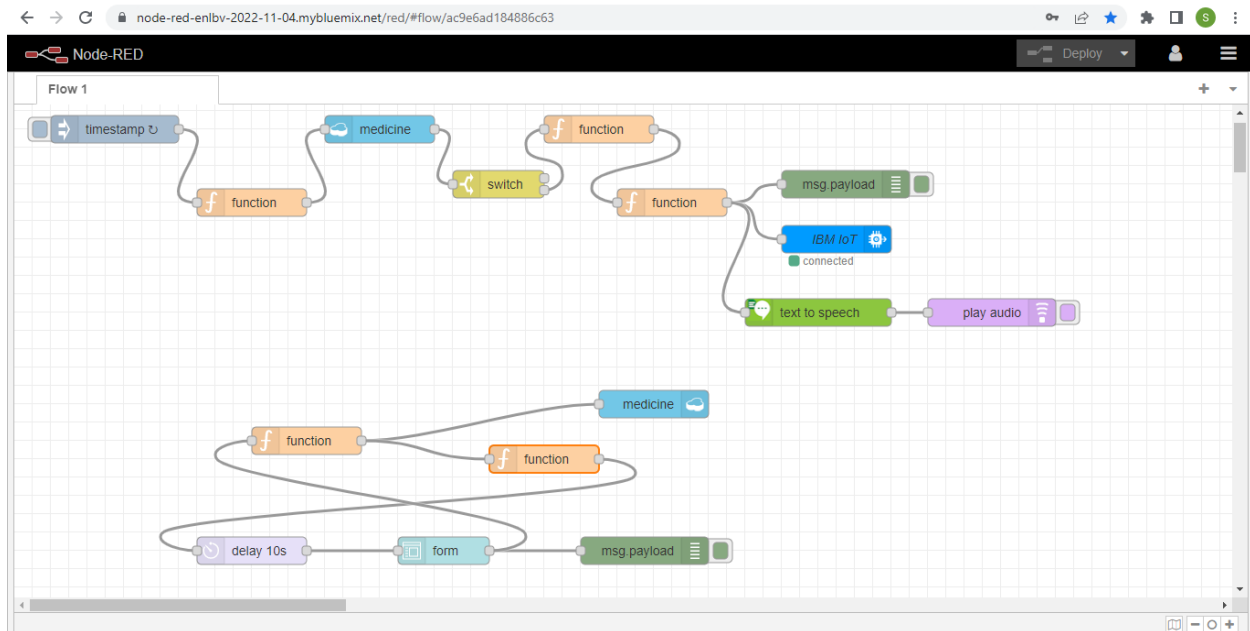 node-red-enlbv-2022-11-04.mybluemix.net/red/#flow/ac9e6ad184886c63
S
Node-RED
Deploy
Flow 1
timestamp ↻
medicine
function
switch
function
function
msg.payload
IBM IoT
connected
text to speech
play audio
medicine
function
function
delay 10s
form
msg.payload